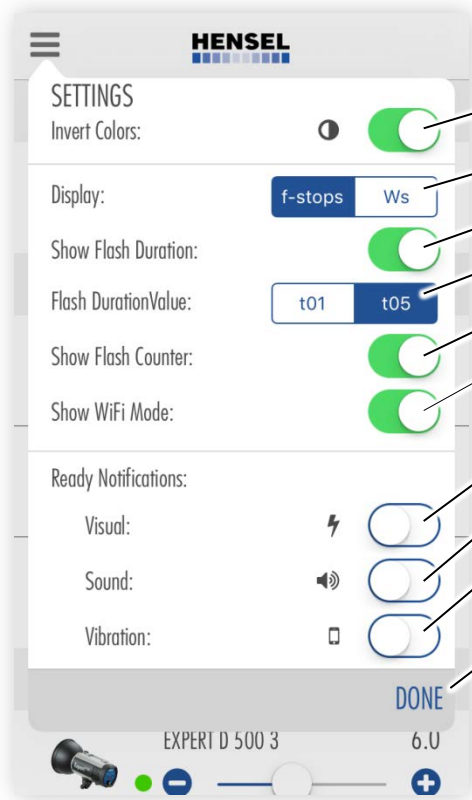 HENSEL
SETTINGS
Invert Colors:
Display: f-stops Ws
Show Flash Duration:
Flash DurationValue: t01 t05
Show Flash Counter:
Show WiFi Mode:
Ready Notifications:
Visual:
Sound:
Vibration:
DONE
EXPERT D 500 3 6.0